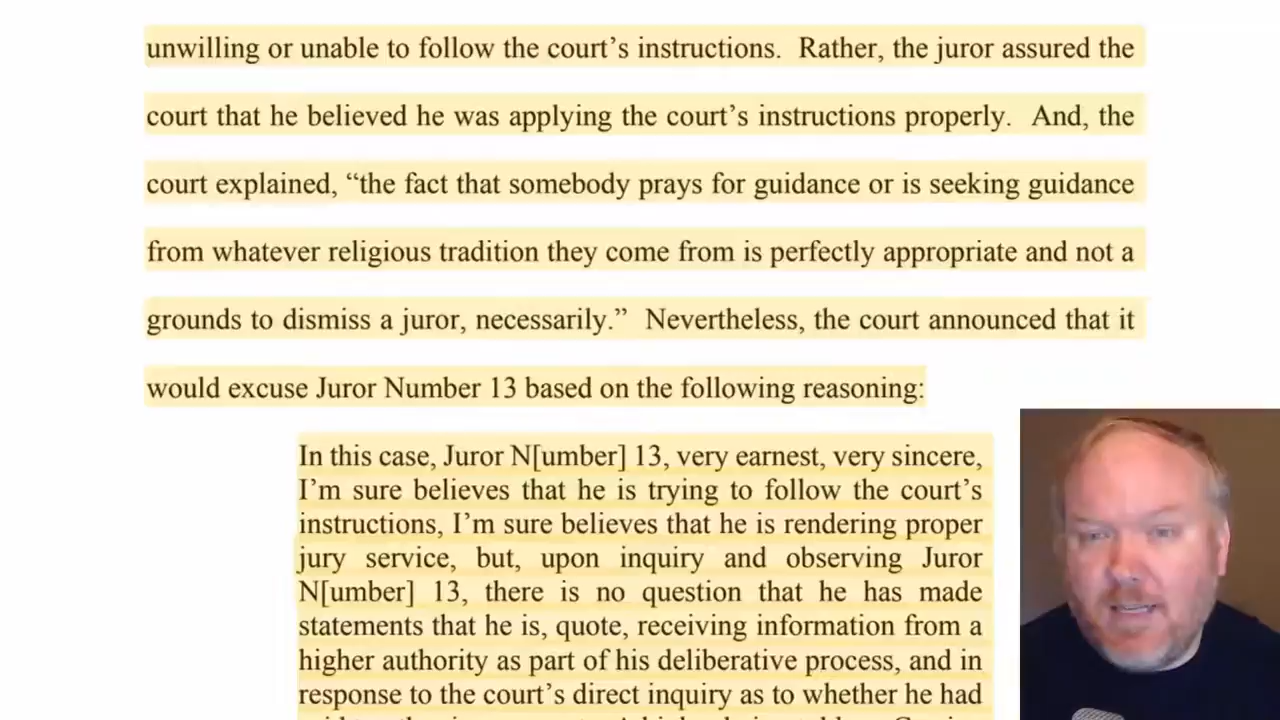 unwilling or unable to follow the court’s instructions.  Rather, the juror assured the
court that he believed he was applying the court’s instructions properly.  And, the
court explained, “the fact that somebody prays for guidance or is seeking guidance
from whatever religious tradition they come from is perfectly appropriate and not a
grounds to dismiss a juror, necessarily.”  Nevertheless, the court announced that it
would excuse Juror Number 13 based on the following reasoning:
In this case, Juror N[umber] 13, very earnest, very sincere,
I’m sure believes that he is trying to follow the court’s
instructions, I’m sure believes that he is rendering proper
jury service, but, upon inquiry and observing Juror
N[umber] 13, there is no question that he has made
statements that he is, quote, receiving information from a
higher authority as part of his deliberative process, and in
response to the court’s direct inquiry as to whether he had